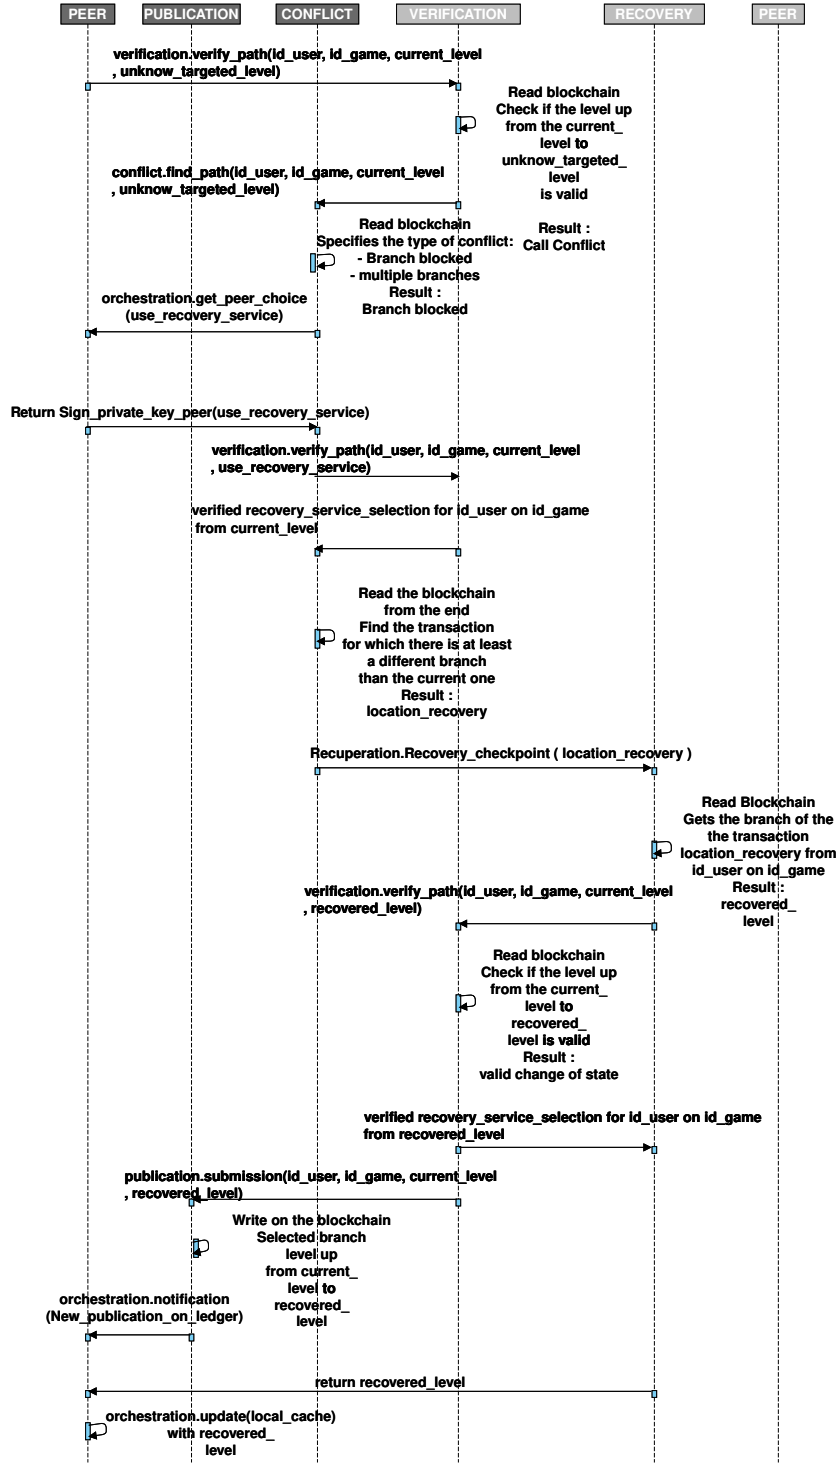 PEER
PUBLICATION
CONFLICT
VERIFICATION
RECOVERY
PEER
verification.verify_path(id_user, id_game, current_level
, unknow_targeted_level)
Read blockchain
Check if the level up
from the current_
level to
unknow_targeted_
level
is valid
Result :
Call Conflict
conflict.find_path(id_user, id_game, current_level
, unknow_targeted_level)
Read blockchain
Specifies the type of conflict:
- Branch blocked
- multiple branches
Result :
Branch blocked
orchestration.get_peer_choice
(use_recovery_service)
Return Sign_private_key_peer(use_recovery_service)
verification.verify_path(id_user, id_game, current_level
, use_recovery_service)
verified recovery_service_selection for id_user on id_game
from current_level
Read the blockchain
from the end
Find the transaction
for which there is at least
a different branch
than the current one
Result :
location_recovery
Recuperation.Recovery_checkpoint ( location_recovery )
Read Blockchain
Gets the branch of the
the transaction
location_recovery from
id_user on id_game
Result :
recovered_
level
verification.verify_path(id_user, id_game, current_level
, recovered_level)
Read blockchain
Check if the level up
from the current_
level to
recovered_
level is valid
Result :
valid change of state
verified recovery_service_selection for id_user on id_game
from recovered_level
publication.submission(id_user, id_game, current_level
, recovered_level)
Write on the blockchain
Selected branch
level up
from current_
level to
recovered_
level
orchestration.notification
(New_publication_on_ledger)
return recovered_level
orchestration.update(local_cache)
with recovered_
level